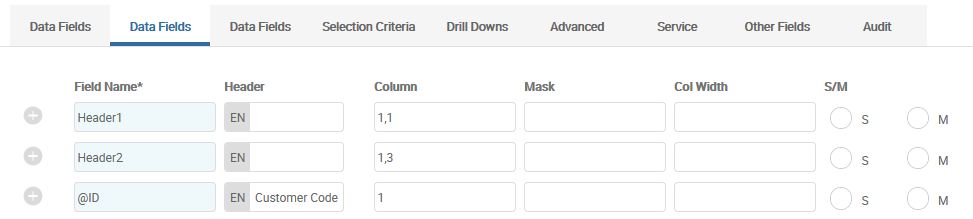 Data Fields Data Fields Data Fields Selection Criteria Drill Downs Advanced Service Other Fields Audit
Field Name* Header Column Mask Col Width S/M
Header1 EN 1,1 S M
Header2 EN 1,3 S M
@ID EN Customer Code 1 S M